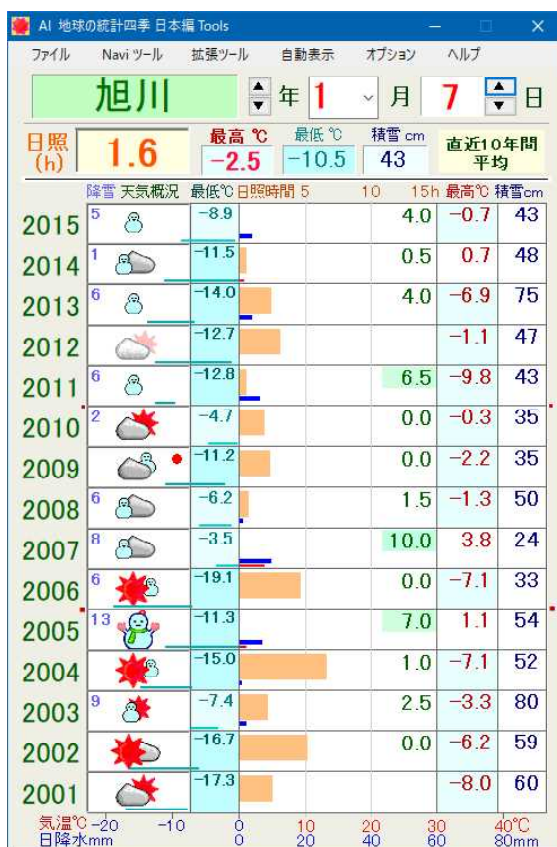 AI 地球の統計四季 日本編 Tools
ファイル Navi ツール 拡張ツール 自動表示 オプション ヘルプ
旭川 年 1 月 7 日
日照(h) 1.6 最高 ℃ -2.5 最低 ℃ -10.5 積雪 cm 43 直近10年間平均
降雪 天気概況 最低℃ 日照時間 5 10 15h 最高℃ 積雪cm
2015 5 -8.9 4.0 -0.7 43
2014 1 -11.5 0.5 0.7 48
2013 6 -14.0 4.0 -6.9 75
2012 -12.7 -1.1 47
2011 6 -12.8 6.5 -9.8 43
2010 2 -4.7 0.0 -0.3 35
2009 -11.2 0.0 -2.2 35
2008 6 -6.2 1.5 -1.3 50
2007 8 -3.5 10.0 3.8 24
2006 6 -19.1 0.0 -7.1 33
2005 13 -11.3 7.0 1.1 54
2004 -15.0 1.0 -7.1 52
2003 9 -7.4 2.5 -3.3 80
2002 -16.7 0.0 -6.2 59
2001 -17.3 -8.0 60
気温℃ -20 -10 0 10 20 30 40℃
日降水mm 0 20 40 60 80mm